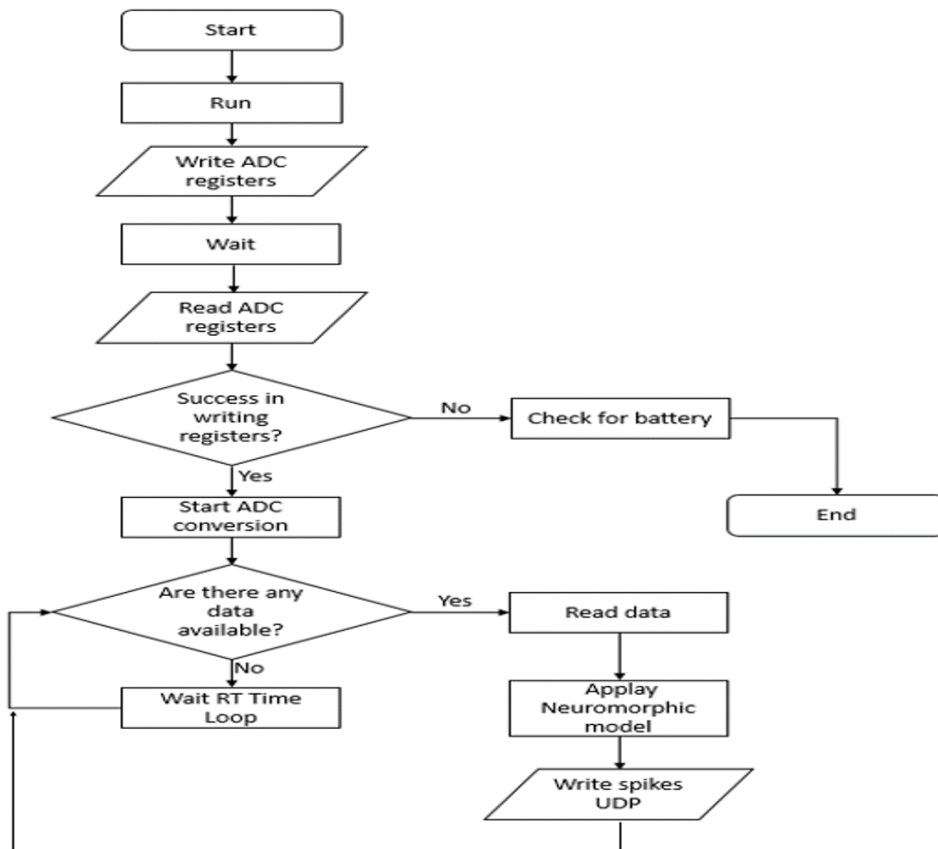 Start
Run
Write ADC
registers
Wait
Read ADC
registers
Success in
writing
registers?
No
Check for battery
Yes
End
Start ADC
conversion
Are there any
data
available?
Yes
Read data
No
Wait RT Time
Loop
Applay
Neuromorphic
model
Write spikes
UDP